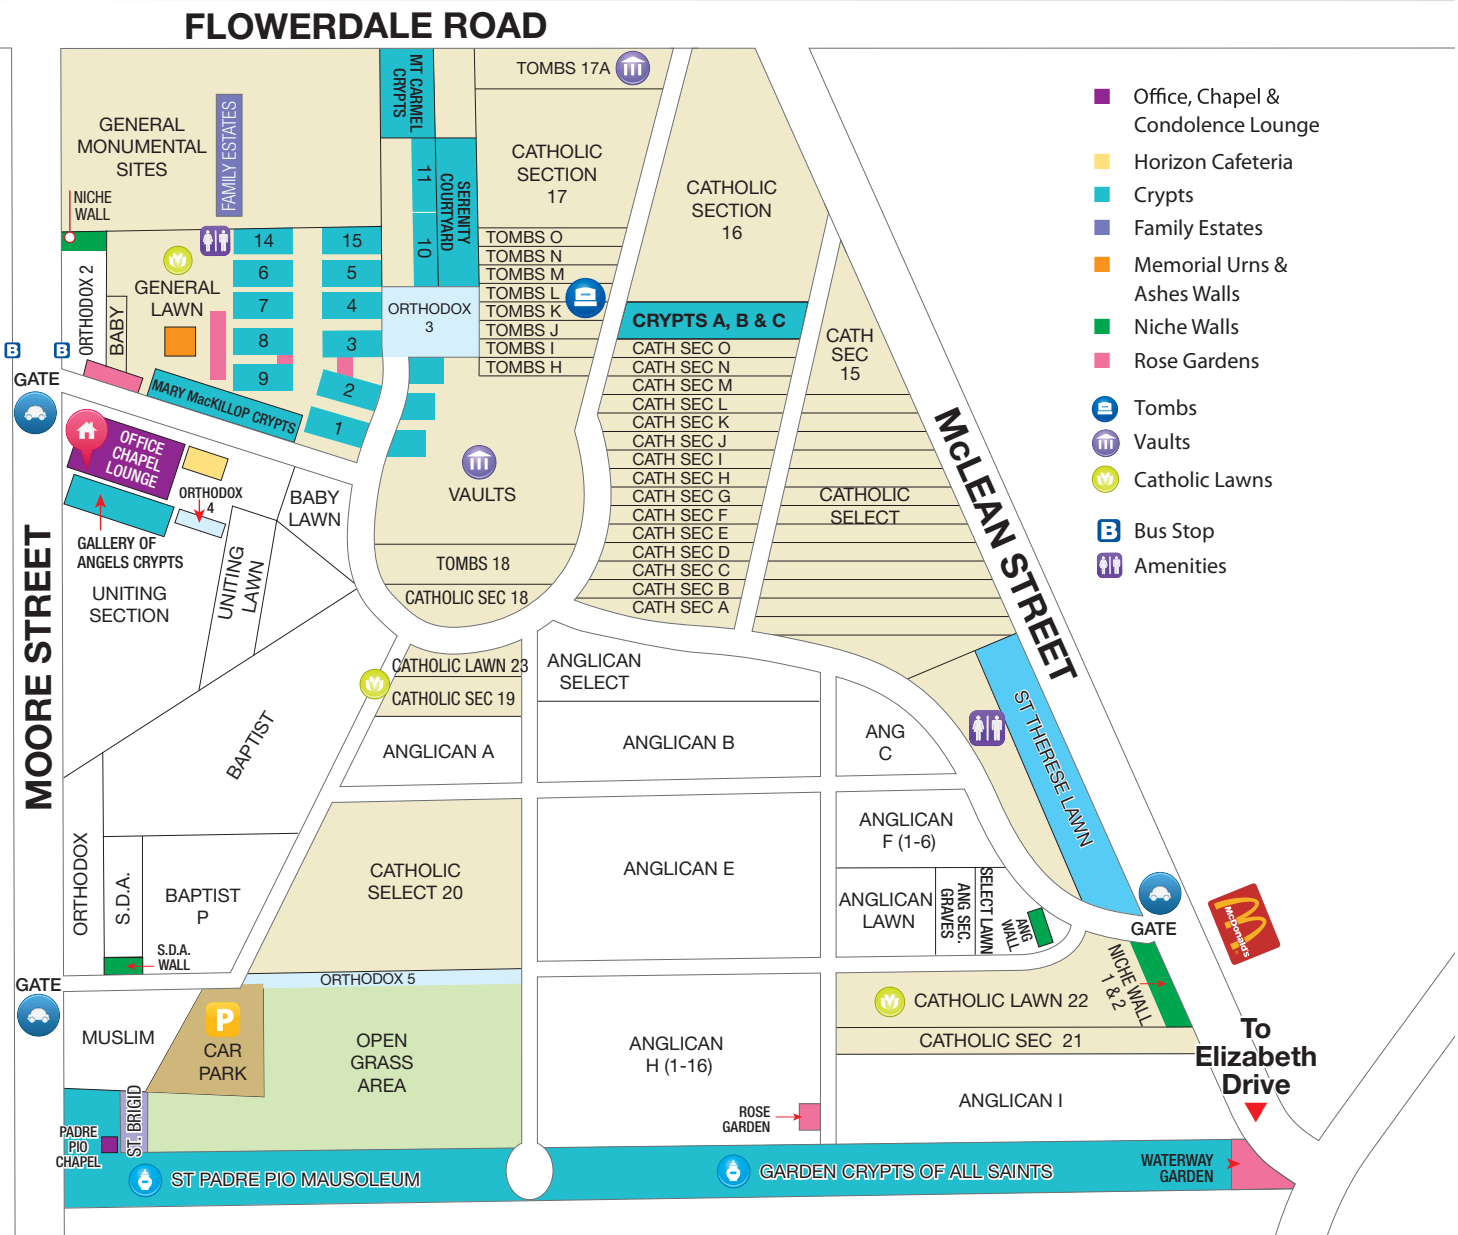 FLOWERDALE ROAD
MT CARMEL
CRYPTS
TOMBS 17A
GENERAL
MONUMENTAL
SITES
FAMILY ESTATES
CATHOLIC
SECTION
17
CATHOLIC
SECTION
16
NICHE
WALL
11
10
SERENITY
COURTYARD
TOMBS O
TOMBS N
TOMBS M
TOMBS L
TOMBS K
TOMBS J
TOMBS I
TOMBS H
14
15
6
5
7
4
8
3
9
2
1
GENERAL
LAWN
ORTHODOX 2
BABY
ORTHODOX
3
CRYPTS A, B & C
CATH SEC O
CATH SEC N
CATH SEC M
CATH SEC L
CATH SEC K
CATH SEC J
CATH SEC I
CATH SEC H
CATH SEC G
CATH SEC F
CATH SEC E
CATH SEC D
CATH SEC C
CATH SEC B
CATH SEC A
CATH
SEC
15
CATHOLIC
SELECT
B
B
GATE
MARY MacKILLOP CRYPTS
OFFICE
CHAPEL
LOUNGE
ORTHODOX
4
GALLERY OF
ANGELS CRYPTS
BABY
LAWN
VAULTS
TOMBS 18
CATHOLIC SEC 18
UNITING
SECTION
UNITING
LAWN
MOORE STREET
McLEAN STREET
CATHOLIC LAWN 23
CATHOLIC SEC 19
ANGLICAN
SELECT
ANGLICAN A
ANGLICAN B
ANG
C
ST THERESE LAWN
BAPTIST
ORTHODOX
S.D.A.
BAPTIST
P
S.D.A.
WALL
CATHOLIC
SELECT 20
ANGLICAN E
ANGLICAN
F (1-6)
ANGLICAN
LAWN
ANG SEC.
GRAVES
SELECT LAWN
ANG
WALL
GATE
McDonald's
GATE
ORTHODOX 5
NICHE WALL
1 & 2
CATHOLIC LAWN 22
CATHOLIC SEC 21
MUSLIM
P
CAR
PARK
OPEN
GRASS
AREA
ANGLICAN
H (1-16)
ANGLICAN I
To
Elizabeth
Drive
ROSE
GARDEN
PADRE
PIO
CHAPEL
ST. BRIGID
ST PADRE PIO MAUSOLEUM
GARDEN CRYPTS OF ALL SAINTS
WATERWAY
GARDEN
Office, Chapel &
Condolence Lounge
Horizon Cafeteria
Crypts
Family Estates
Memorial Urns &
Ashes Walls
Niche Walls
Rose Gardens
Tombs
Vaults
Catholic Lawns
B
Bus Stop
Amenities